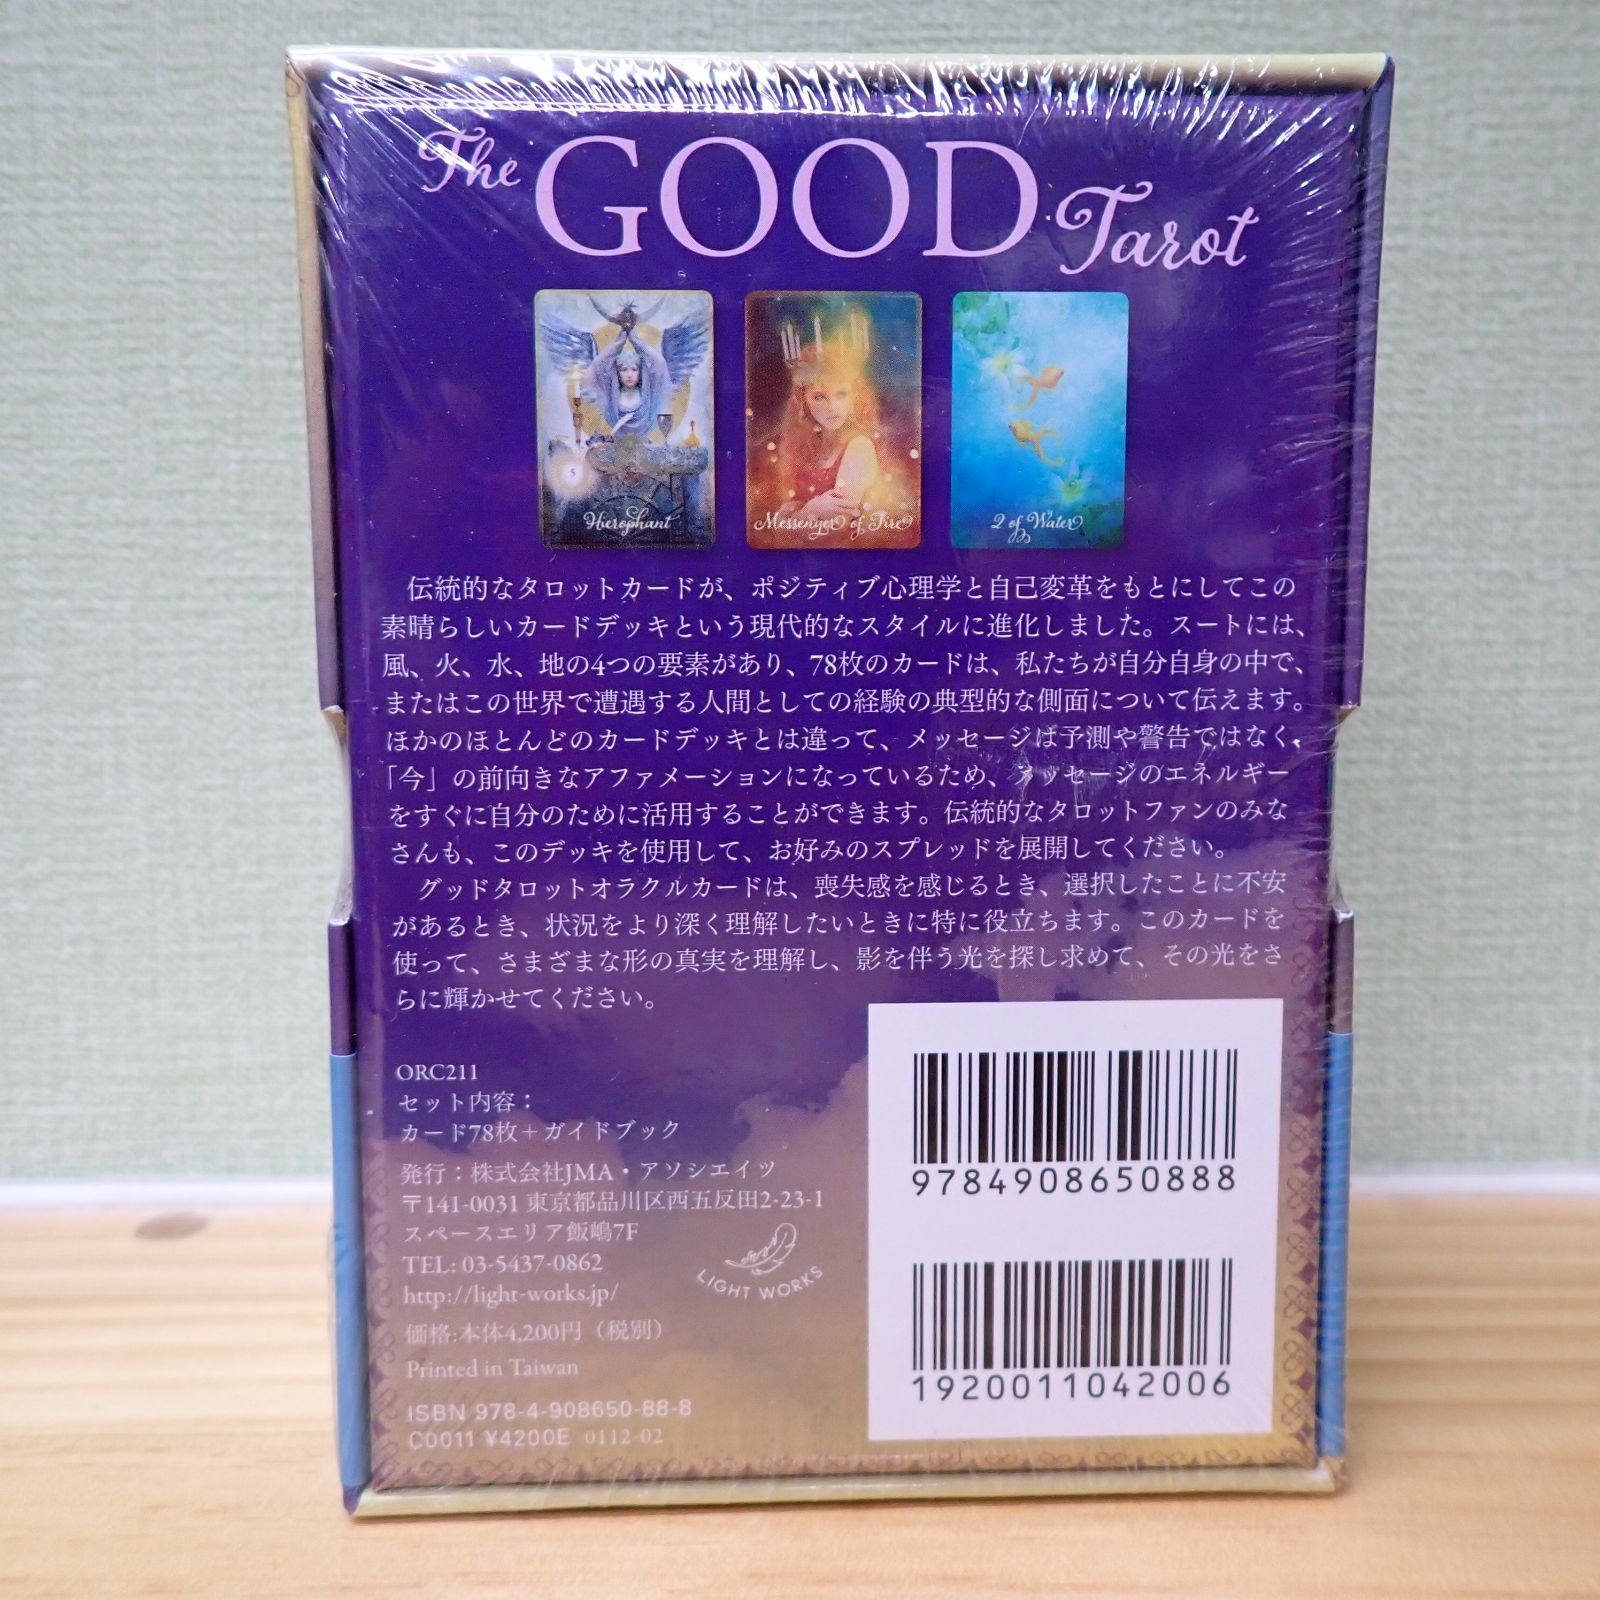 The GOOD Tarot
5
Hierophant
Messenger of Fire
2 of Water
伝統的なタロットカードが、ポジティブ心理学と自己変革をもとにしてこの
素晴らしいカードデッキという現代的なスタイルに進化しました。スートには、
風、火、水、地の4つの要素があり、78枚のカードは、私たちが自分自身の中で、
またはこの世界で遭遇する人間としての経験の典型的な側面について伝えます。
ほかのほとんどのカードデッキとは違って、メッセージは予測や警告ではなく、
「今」の前向きなアファメーションになっているため、メッセージのエネルギー
をすぐに自分のために活用することができます。伝統的なタロットファンのみな
さんも、このデッキを使用して、お好みのスプレッドを展開してください。
グッドタロットオラクルカードは、喪失感を感じるとき、選択したことに不安
があるとき、状況をより深く理解したいときに特に役立ちます。このカードを
使って、さまざまな形の真実を理解し、影を伴う光を探し求めて、その光をさ
らに輝かせてください。
ORC211
セット内容：
カード78枚＋ガイドブック
発行：株式会社JMA・アソシエイツ
〒141-0031 東京都品川区西五反田2-23-1
スペースエリア飯嶋7F
TEL: 03-5437-0862
http://light-works.jp/
価格:本体4,200円（税別）
Printed in Taiwan
ISBN 978-4-908650-88-8
C0011 ¥4200E 0112-02
LIGHT WORKS
9784908650888
1920011042006